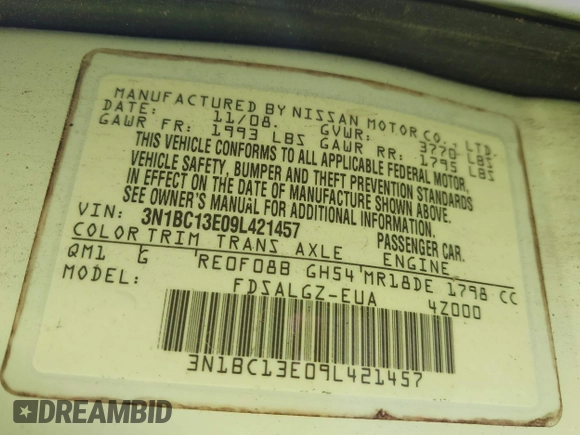 MANUFACTURED BY NISSAN MOTOR CO., LTD.
DATE: 11/08. GVWR: 3770 LBS
GAWR FR: 1993 LBS GAWR RR: 1795 LBS
THIS VEHICLE CONFORMS TO ALL APPLICABLE FEDERAL MOTOR
VEHICLE SAFETY, BUMPER AND THEFT PREVENTION STANDARDS
IN EFFECT ON THE DATE OF MANUFACTURE SHOWN ABOVE.
SEE OWNER'S MANUAL FOR ADDITIONAL INFORMATION.
VIN: 3N1BC13E09L421457 PASSENGER CAR.
COLOR TRIM TRANS AXLE ENGINE
QM1 G RE0F08B GH54 MR18DE 1798 CC
MODEL: FDSALGZ-EUA 4Z000
3N1BC13E09L421457
DREAMBID